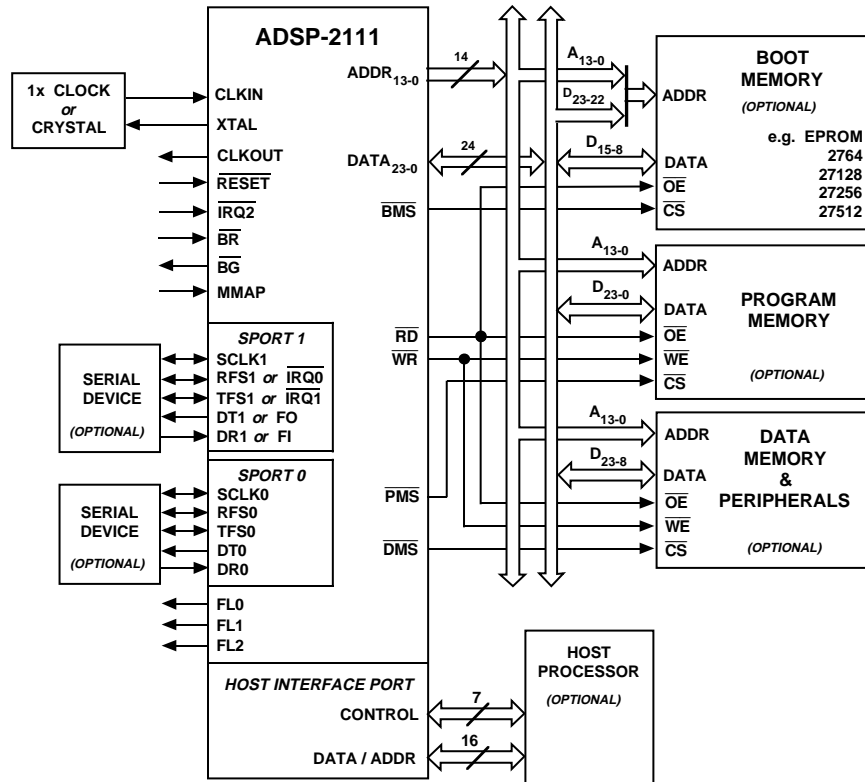 ADSP-2111
1x CLOCK
or
CRYSTAL
CLKIN
XTAL
CLKOUT
RESET
IRQ2
BR
BG
MMAP
ADDR13-0
14
DATA23-0
24
BMS
RD
WR
PMS
DMS
SPORT 1
SCLK1
RFS1 or IRQ0
TFS1 or IRQ1
DT1 or FO
DR1 or FI
SERIAL
DEVICE
(OPTIONAL)
SPORT 0
SCLK0
RFS0
TFS0
DT0
DR0
SERIAL
DEVICE
(OPTIONAL)
FL0
FL1
FL2
HOST INTERFACE PORT
CONTROL
7
DATA / ADDR
16
HOST
PROCESSOR
(OPTIONAL)
A13-0
D23-22
D15-8
BOOT
MEMORY
(OPTIONAL)
ADDR
e.g. EPROM
2764
27128
27256
27512
DATA
OE
CS
A13-0
D23-0
ADDR
DATA
OE
WE
CS
PROGRAM
MEMORY
(OPTIONAL)
A13-0
D23-8
ADDR
DATA
OE
WE
CS
DATA
MEMORY
&
PERIPHERALS
(OPTIONAL)